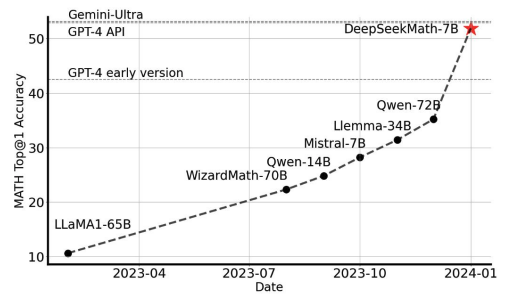 Gemini-Ultra
GPT-4 API
DeepSeekMath-7B
50
GPT-4 early version
40
Qwen-72B
Llemma-34B
30
Mistral-7B
Qwen-14B
WizardMath-70B
20
LLaMA1-65B
10
MATH Top@1 Accuracy
2023-04
2023-07
2023-10
2024-01
Date